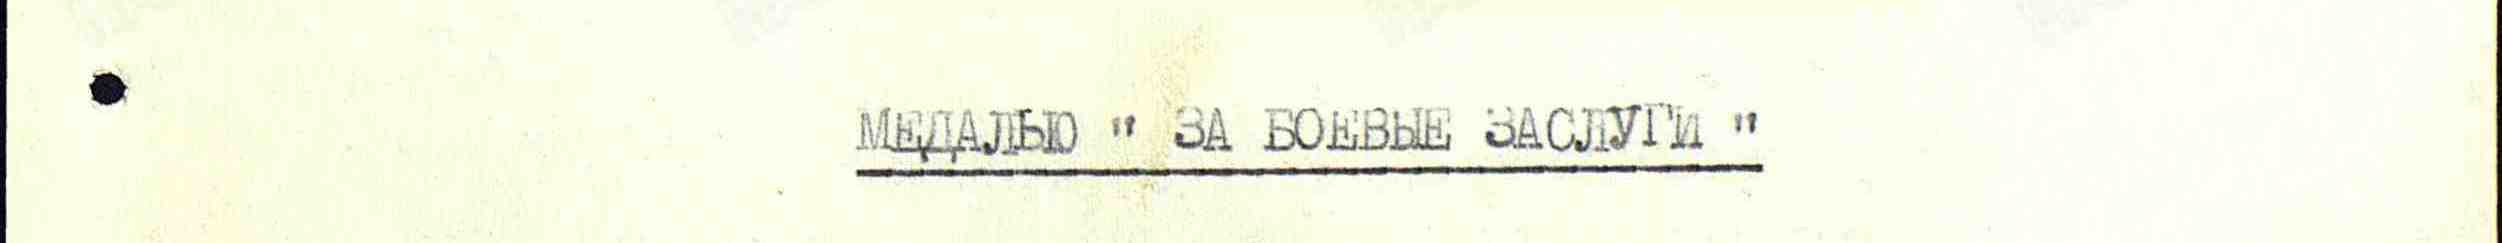 МЕДАЛЬЮ " ЗА БОЕВЫЕ ЗАСЛУГИ "